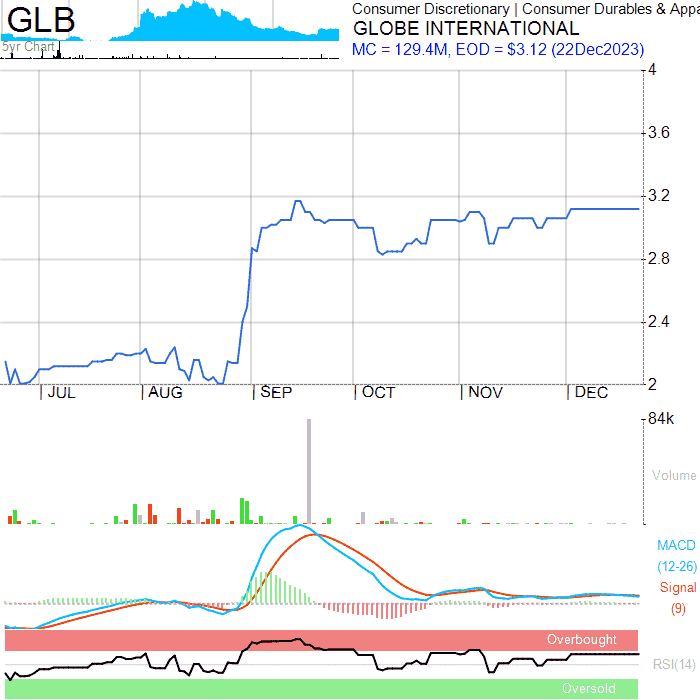 GLB
5yr Chart
Consumer Discretionary | Consumer Durables & Appa
GLOBE INTERNATIONAL
MC = 129.4M, EOD = $3.12 (22Dec2023)
4
3.6
3.2
2.8
2.4
2
JUL
AUG
SEP
OCT
NOV
DEC
84k
Volume
MACD
(12-26)
Signal
(9)
Overbought
RSI(14)
Oversold